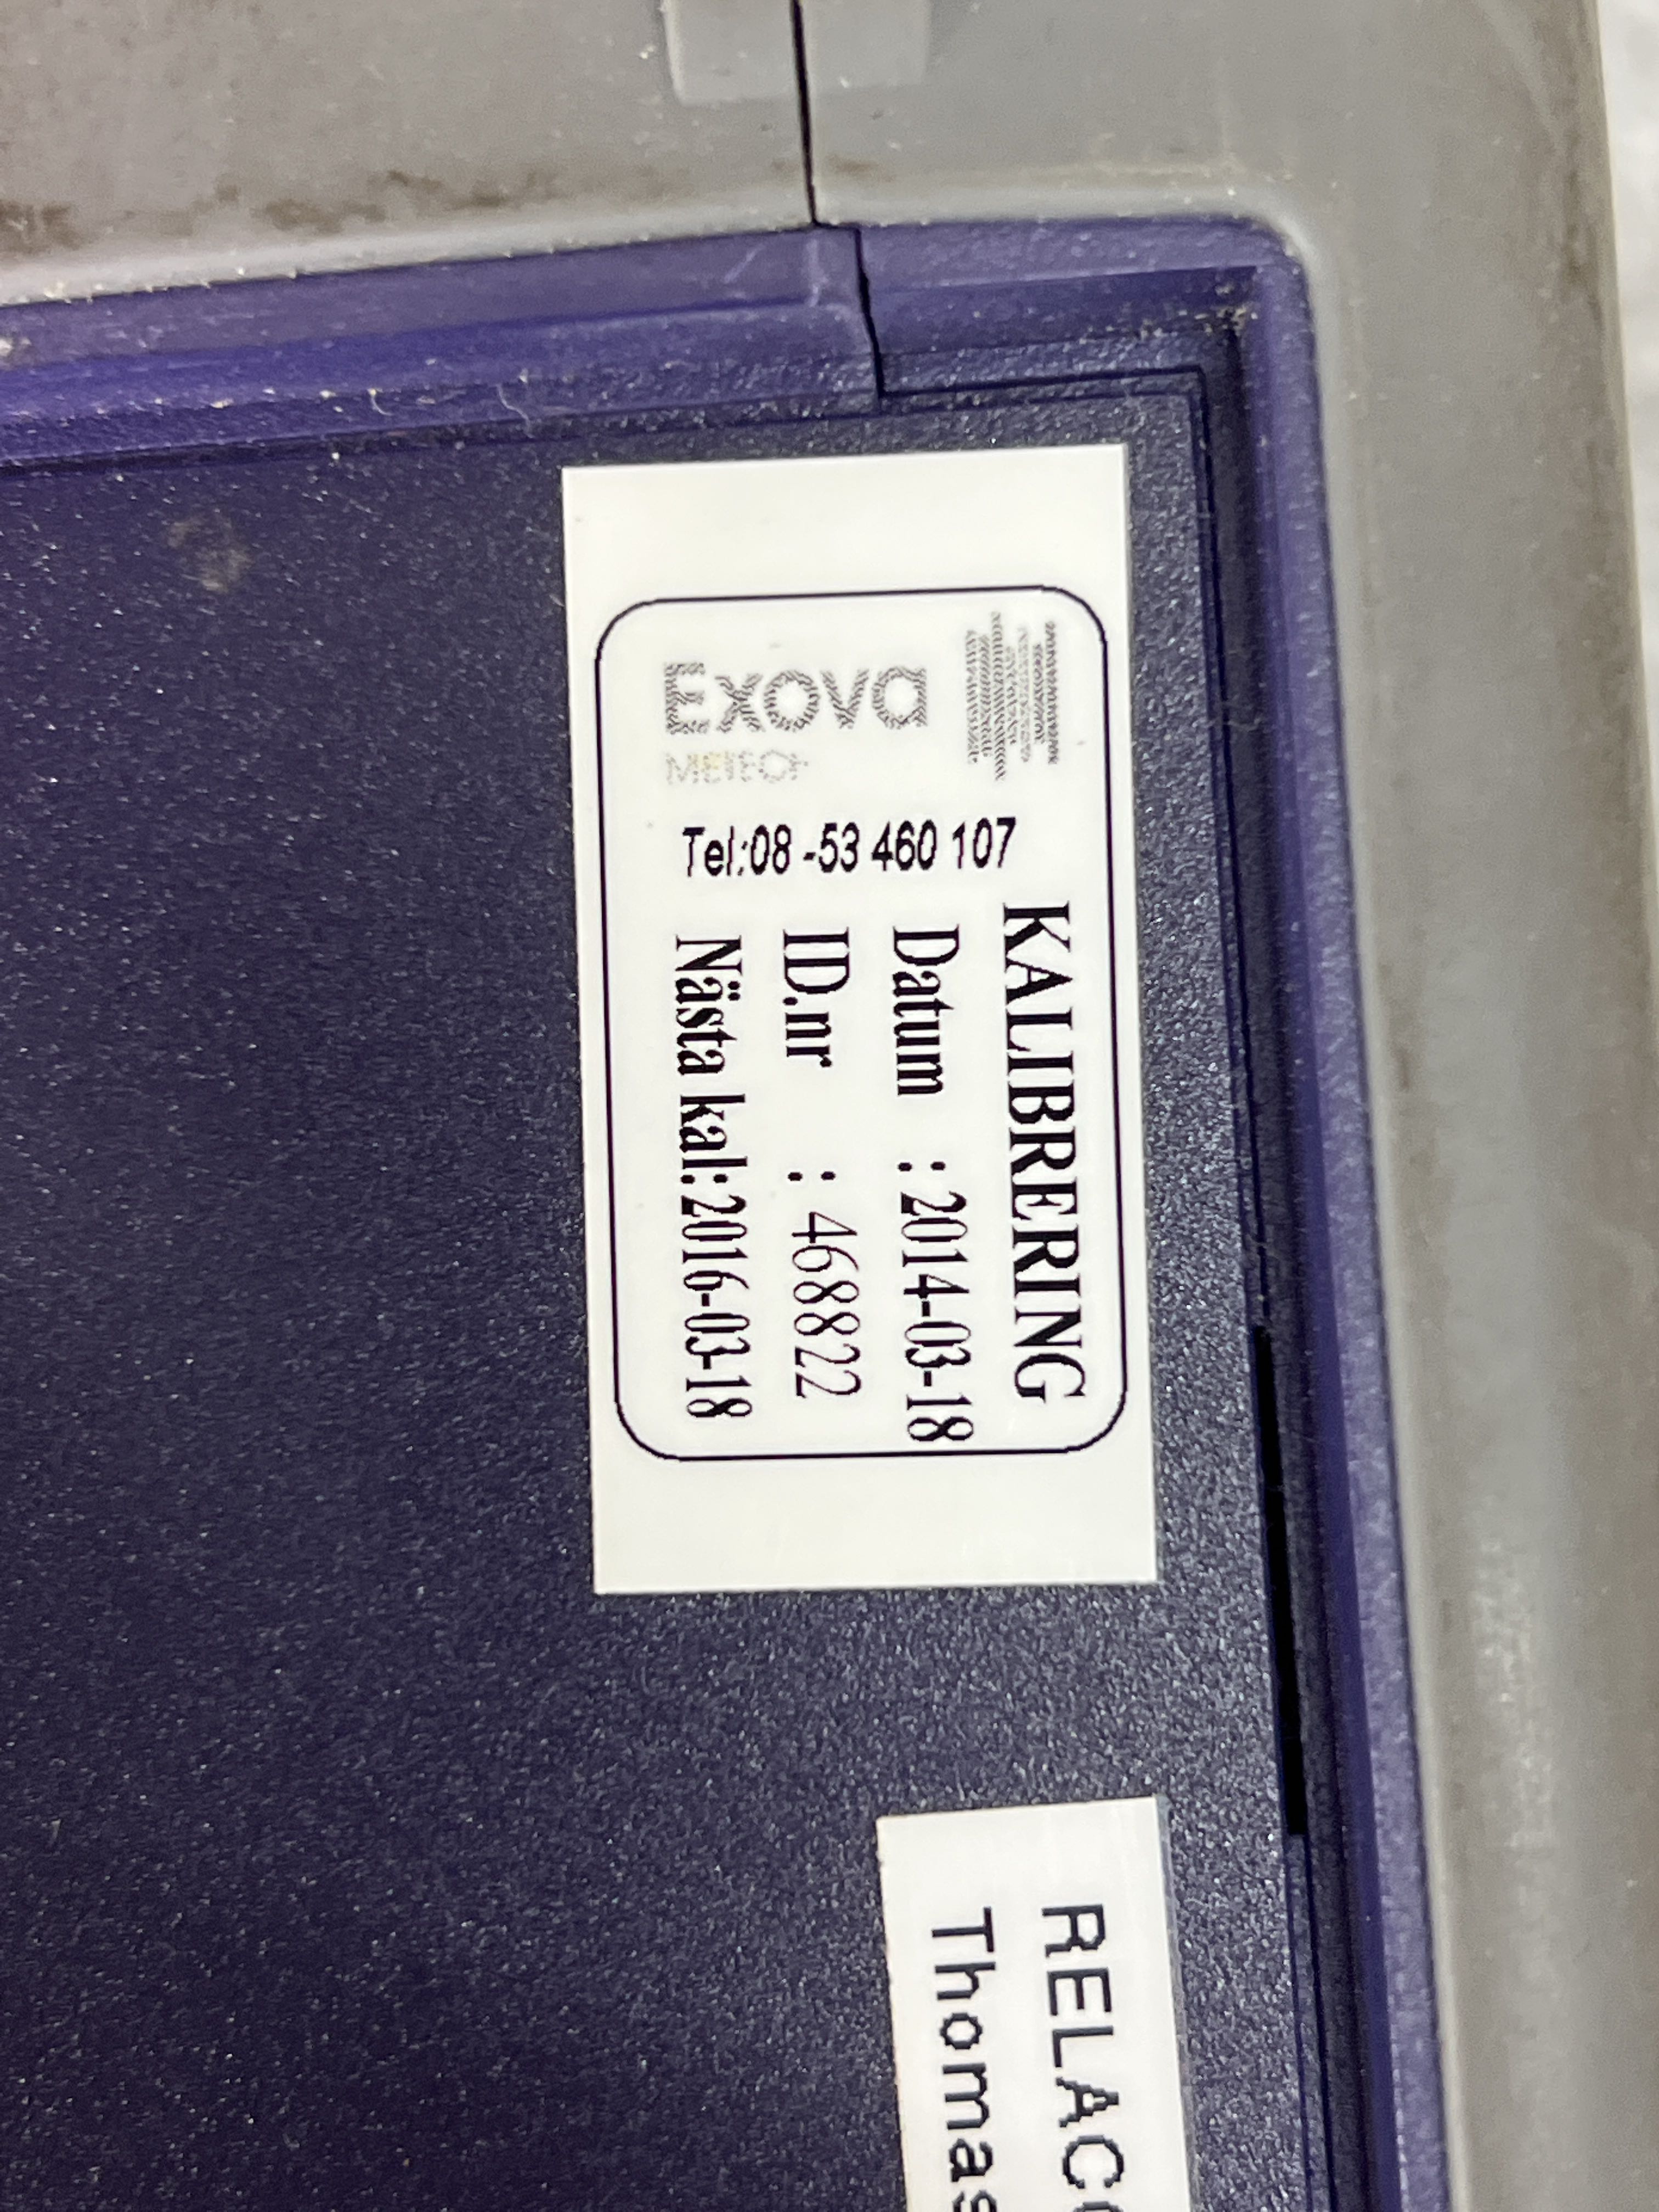 Exova
METECH
Tel:08 -53 460 107
KALIBRERING
Datum : 2014-03-18
ID.nr : 468822
Nästa kal:2016-03-18
RELAC
Thomas